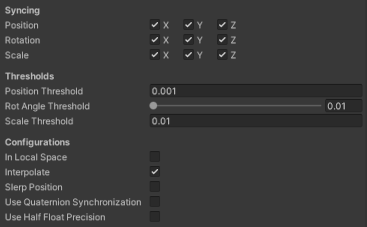 Syncing
Position X Y Z
Rotation X Y Z
Scale X Y Z
Thresholds
Position Threshold 0.001
Rot Angle Threshold 0.01
Scale Threshold 0.01
Configurations
In Local Space
Interpolate
Slerp Position
Use Quaternion Synchronization
Use Half Float Precision